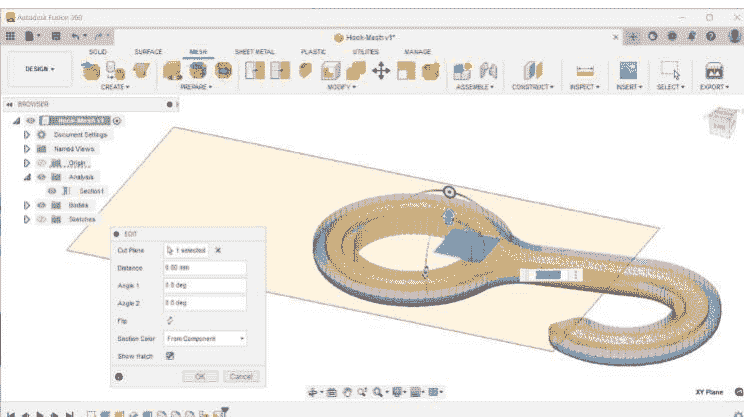 Autodesk Fusion 360
Hook-Mesh v1*
SOLID SURFACE MESH SHEET METAL PLASTIC UTILITIES MANAGE
DESIGN
CREATE PREPARE MODIFY ASSEMBLE CONSTRUCT INSPECT INSERT SELECT EXPORT
BROWSER
Hook-Mesh v1
Document Settings
Named Views
Origin
Analysis
Section1
Bodies
Sketches
EDIT
Cut Plane 1 selected
Distance 0.00 mm
Angle 1 0.0 deg
Angle 2 0.0 deg
Flip
Section Color From Component
Show Hatch
OK Cancel
XY Plane